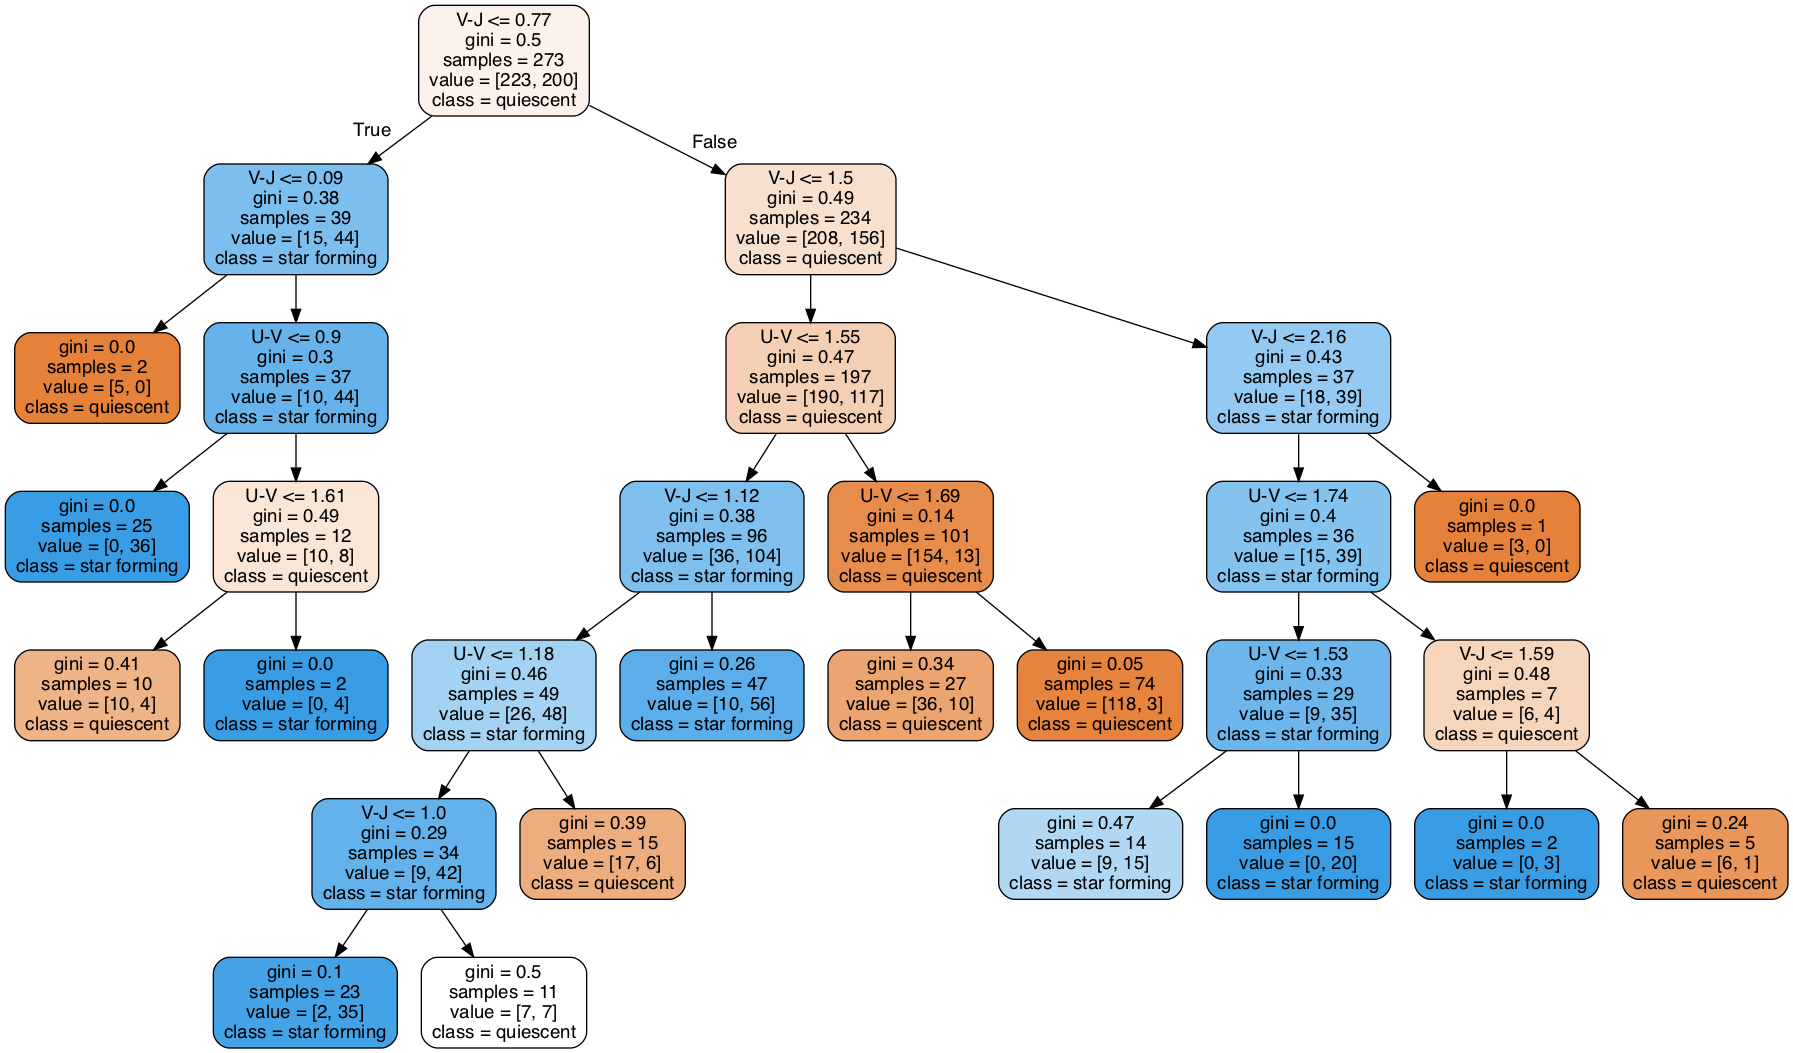 V-J <= 0.77
gini = 0.5
samples = 273
value = [223, 200]
class = quiescent
True
False
V-J <= 0.09
gini = 0.38
samples = 39
value = [15, 44]
class = star forming
V-J <= 1.5
gini = 0.49
samples = 234
value = [208, 156]
class = quiescent
gini = 0.0
samples = 2
value = [5, 0]
class = quiescent
U-V <= 0.9
gini = 0.3
samples = 37
value = [10, 44]
class = star forming
U-V <= 1.55
gini = 0.47
samples = 197
value = [190, 117]
class = quiescent
V-J <= 2.16
gini = 0.43
samples = 37
value = [18, 39]
class = star forming
gini = 0.0
samples = 25
value = [0, 36]
class = star forming
U-V <= 1.61
gini = 0.49
samples = 12
value = [10, 8]
class = quiescent
V-J <= 1.12
gini = 0.38
samples = 96
value = [36, 104]
class = star forming
U-V <= 1.69
gini = 0.14
samples = 101
value = [154, 13]
class = quiescent
U-V <= 1.74
gini = 0.4
samples = 36
value = [15, 39]
class = star forming
gini = 0.0
samples = 1
value = [3, 0]
class = quiescent
gini = 0.41
samples = 10
value = [10, 4]
class = quiescent
gini = 0.0
samples = 2
value = [0, 4]
class = star forming
U-V <= 1.18
gini = 0.46
samples = 49
value = [26, 48]
class = star forming
gini = 0.26
samples = 47
value = [10, 56]
class = star forming
gini = 0.34
samples = 27
value = [36, 10]
class = quiescent
gini = 0.05
samples = 74
value = [118, 3]
class = quiescent
U-V <= 1.53
gini = 0.33
samples = 29
value = [9, 35]
class = star forming
V-J <= 1.59
gini = 0.48
samples = 7
value = [6, 4]
class = quiescent
V-J <= 1.0
gini = 0.29
samples = 34
value = [9, 42]
class = star forming
gini = 0.39
samples = 15
value = [17, 6]
class = quiescent
gini = 0.47
samples = 14
value = [9, 15]
class = star forming
gini = 0.0
samples = 15
value = [0, 20]
class = star forming
gini = 0.0
samples = 2
value = [0, 3]
class = star forming
gini = 0.24
samples = 5
value = [6, 1]
class = quiescent
gini = 0.1
samples = 23
value = [2, 35]
class = star forming
gini = 0.5
samples = 11
value = [7, 7]
class = quiescent